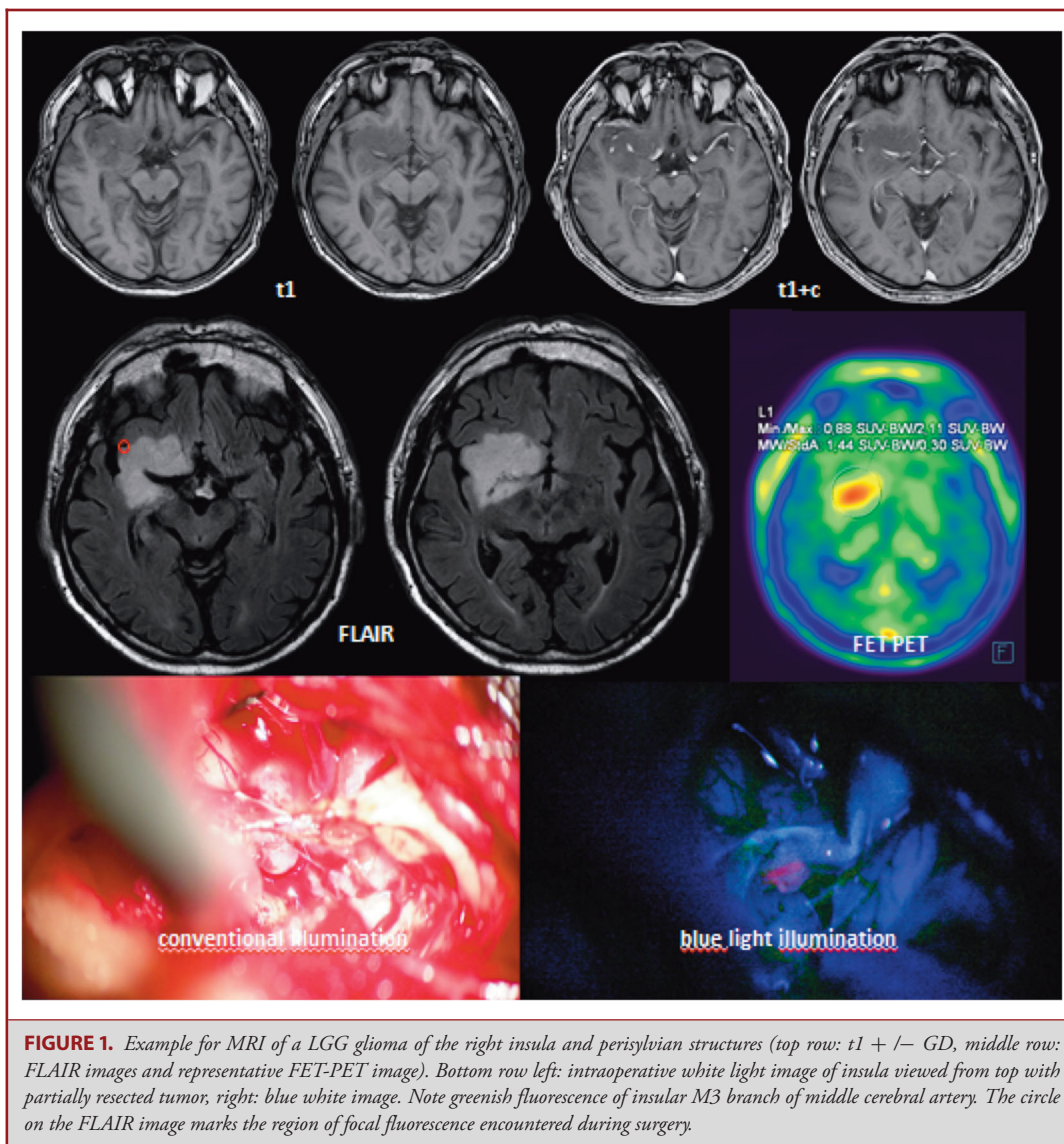 t1
t1+c
L1
Min./Max.: 0,88 SUV-BW/2,11 SUV-BW
MW/StdA: 1,44 SUV-BW/0,30 SUV-BW
FLAIR
FET PET
F
conventional illumination
blue light illumination
FIGURE 1. Example for MRI of a LGG glioma of the right insula and perisylvian structures (top row: t1 + /− GD, middle row:
FLAIR images and representative FET-PET image). Bottom row left: intraoperative white light image of insula viewed from top with
partially resected tumor, right: blue white image. Note greenish fluorescence of insular M3 branch of middle cerebral artery. The circle
on the FLAIR image marks the region of focal fluorescence encountered during surgery.